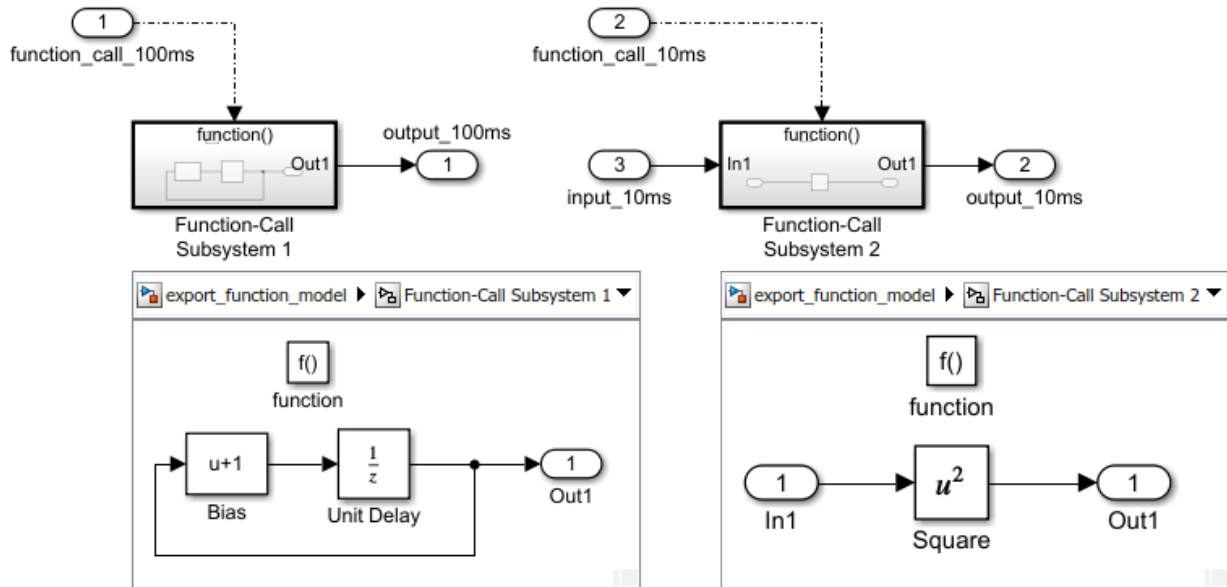 1
function_call_100ms
function()
Out1
output_100ms
1
Function-Call
Subsystem 1
2
function_call_10ms
3
input_10ms
function()
In1
Out1
2
output_10ms
Function-Call
Subsystem 2
export_function_model Function-Call Subsystem 1
f()
function
u+1
Bias
1
z
Unit Delay
1
Out1
export_function_model Function-Call Subsystem 2
f()
function
1
In1
u²
Square
1
Out1